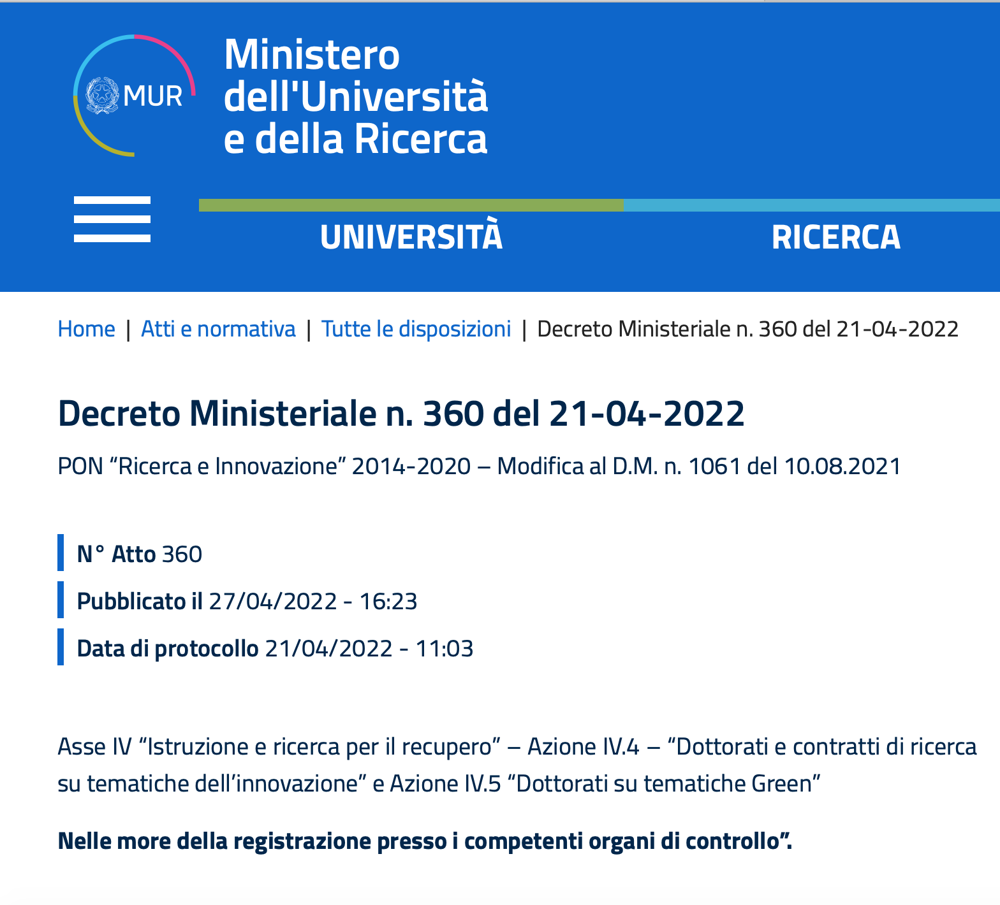 MUR
Ministero
dell'Università
e della Ricerca
UNIVERSITÀ
RICERCA
Home | Atti e normativa | Tutte le disposizioni | Decreto Ministeriale n. 360 del 21-04-2022
Decreto Ministeriale n. 360 del 21-04-2022
PON “Ricerca e Innovazione” 2014-2020 – Modifica al D.M. n. 1061 del 10.08.2021
N° Atto 360
Pubblicato il 27/04/2022 - 16:23
Data di protocollo 21/04/2022 - 11:03
Asse IV “Istruzione e ricerca per il recupero” – Azione IV.4 – “Dottorati e contratti di ricerca
su tematiche dell’innovazione” e Azione IV.5 “Dottorati su tematiche Green”
Nelle more della registrazione presso i competenti organi di controllo”.